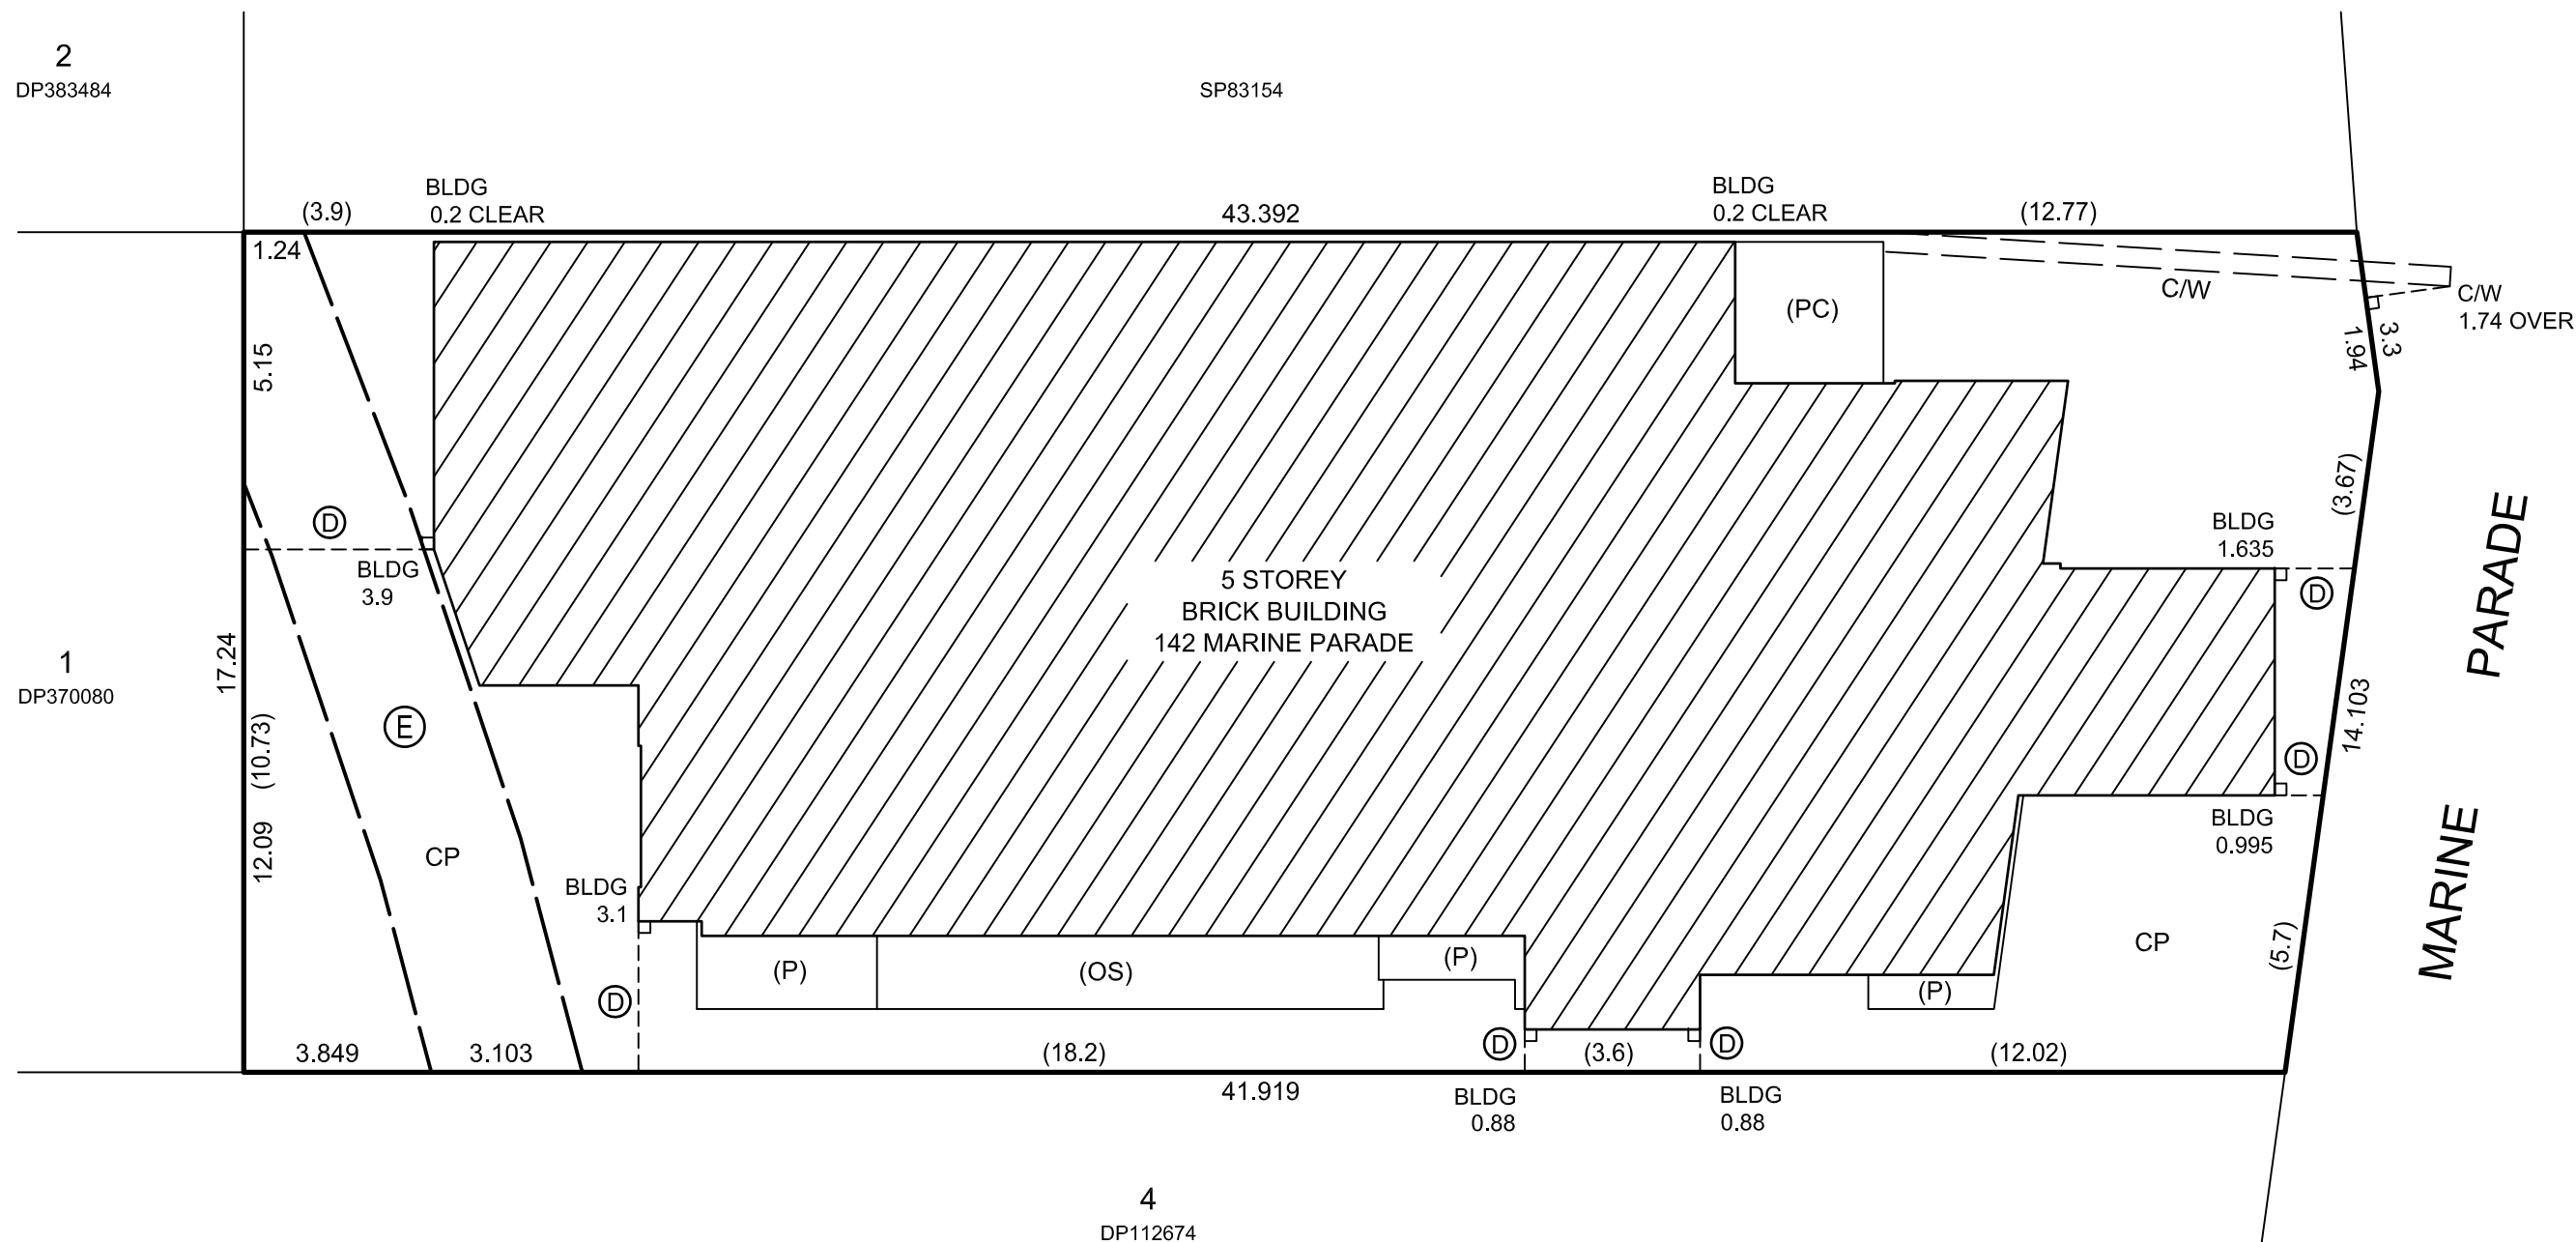 2
DP383484
SP83154
BLDG
0.2 CLEAR
BLDG
0.2 CLEAR
(3.9)
43.392
(12.77)
1.24
5.15
(PC)
C/W
C/W
1.74 OVER
3.3
1.94
(3.67)
D
BLDG
3.9
BLDG
1.635
D
5 STOREY
BRICK BUILDING
142 MARINE PARADE
1
DP370080
17.24
(10.73)
12.09
E
CP
14.103
D
BLDG
0.995
MARINE PARADE
BLDG
3.1
D
(P)
(OS)
(P)
(P)
CP
(5.7)
3.849
3.103
(18.2)
D
(3.6)
D
(12.02)
41.919
BLDG
0.88
BLDG
0.88
4
DP112674